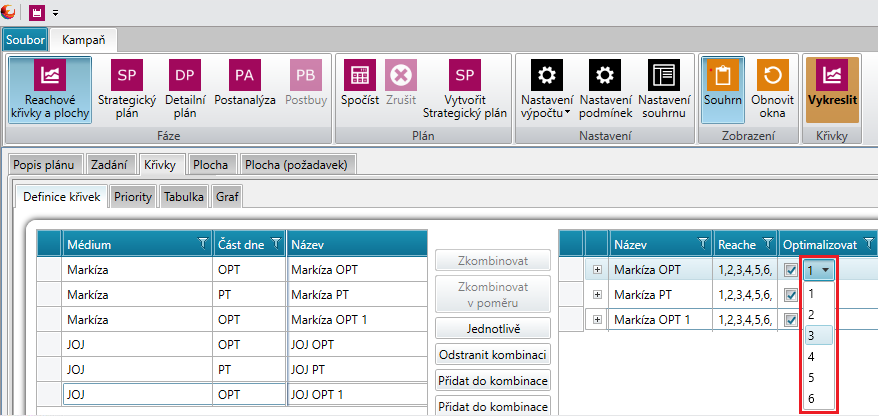 Soubor Kampaň
SP DP PA PB SP
Reachové křivky a plochy Strategický plán Detailní plán Postanalýza Postbuy Spočíst Zrušit Vytvořit Strategický plán Nastavení výpočtu Nastavení podmínek Nastavení souhrnu Souhrn Obnovit okna Vykreslit
Fáze Plán Nastavení Zobrazení Křivky
Popis plánu Zadání Křivky Plocha Plocha (požadavek)
Definice křivek Priority Tabulka Graf
Médium Část dne Název
Markíza OPT Markíza OPT
Markíza PT Markíza PT
Markíza OPT Markíza OPT 1
JOJ OPT JOJ OPT
JOJ PT JOJ PT
JOJ OPT JOJ OPT 1
Zkombinovat
Zkombinovat
v poměru
Jednotlivě
Odstranit kombinaci
Přidat do kombinace
Přidat do kombinace
Název Reache Optimalizovat
Markíza OPT 1,2,3,4,5,6, 1
Markíza PT 1,2,3,4,5,6,
Markíza OPT 1 1,2,3,4,5,6,
1
2
3
4
5
6